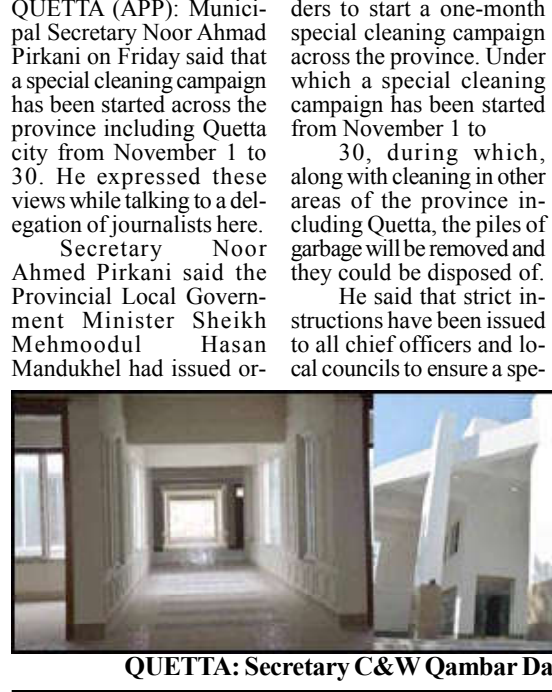 QUETTA (APP): Munici-
pal Secretary Noor Ahmad
Pirkani on Friday said that
a special cleaning campaign
has been started across the
province including Quetta
city from November 1 to
30. He expressed these
views while talking to a del-
egation of journalists here.
Secretary Noor
Ahmed Pirkani said the
Provincial Local Govern-
ment Minister Sheikh
Mehmoodul Hasan
Mandukhel had issued or-
ders to start a one-month
special cleaning campaign
across the province. Under
which a special cleaning
campaign has been started
from November 1 to
30, during which,
along with cleaning in other
areas of the province in-
cluding Quetta, the piles of
garbage will be removed and
they could be disposed of.
He said that strict in-
structions have been issued
to all chief officers and lo-
cal councils to ensure a spe-
QUETTA: Secretary C&W Qambar Da